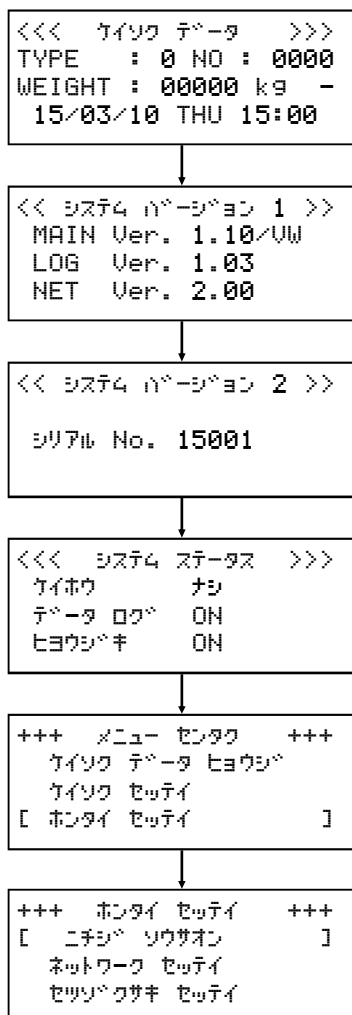 <<< ケイソク データ >>>
TYPE : 0 NO : 0000
WEIGHT : 00000 kg -
15/03/10 THU 15:00
<< システム バージョン 1 >>
MAIN Ver. 1.10/VW
LOG Ver. 1.03
NET Ver. 2.00
<< システム バージョン 2 >>
シリアル No. 15001
<<< システム ステータス >>>
ケイホウ ナシ
データ ログ ON
ヒョウジキ ON
+++ メニュー センタク +++
ケイソク データ ヒョウジ
ケイソク セッテイ
[ ホンタイ セッテイ ]
+++ ホンタイ セッテイ +++
[ ニチジ ソウサオン ]
ネットワーク セッテイ
セツゾクサキ セッテイ